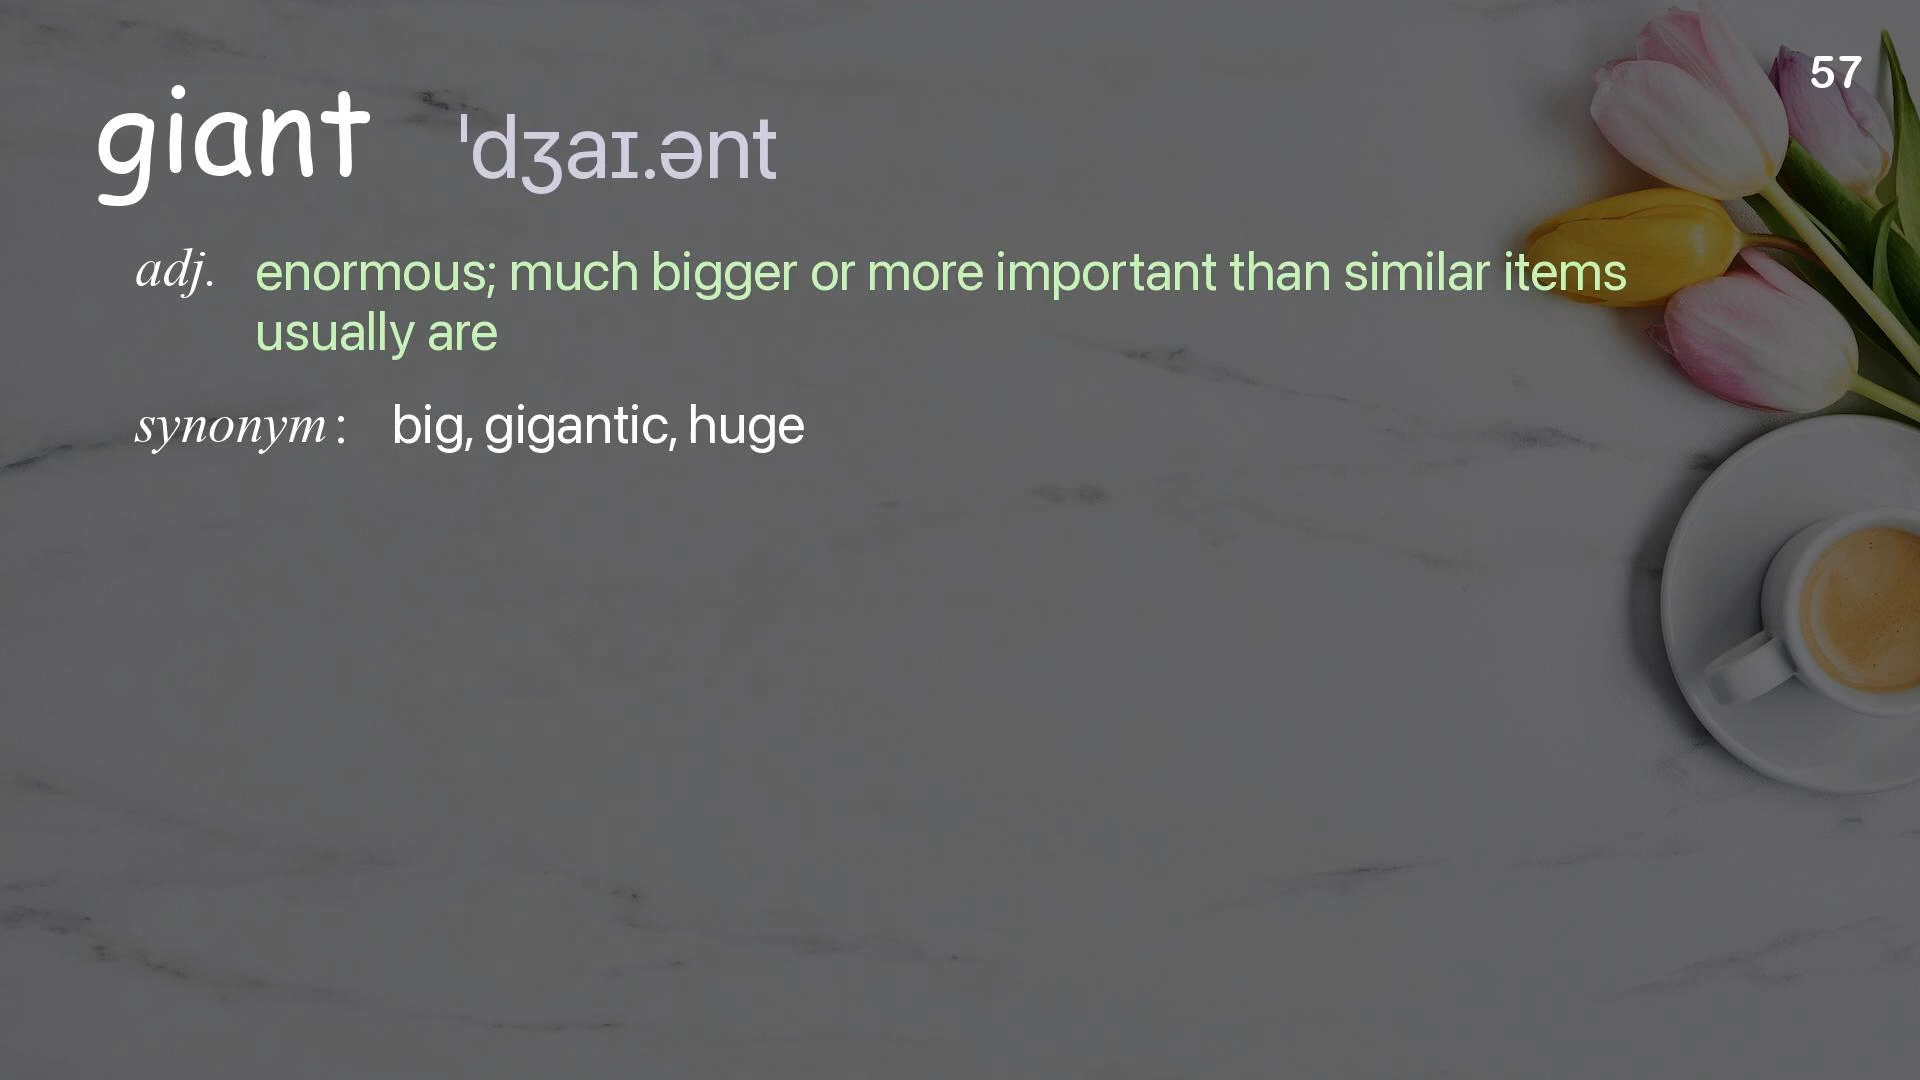 57
giant ˈdʒaɪ.ənt
adj. enormous; much bigger or more important than similar items
usually are
synonym: big, gigantic, huge